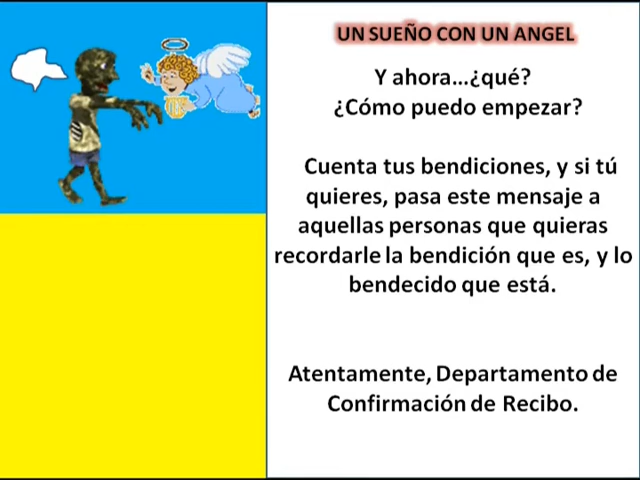 UN SUEÑO CON UN ANGEL
Y ahora...¿qué?
¿Cómo puedo empezar?
Cuenta tus bendiciones, y si tú
quieres, pasa este mensaje a
aquellas personas que quieras
recordarle la bendición que es, y lo
bendecido que está.
Atentamente, Departamento de
Confirmación de Recibo.